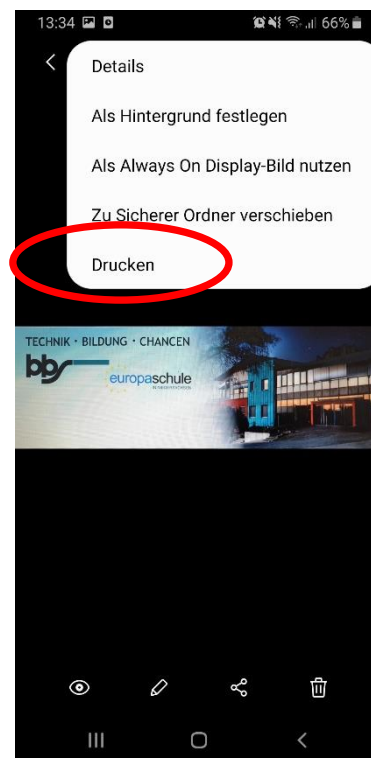 13:34 66%
Details
Als Hintergrund festlegen
Als Always On Display-Bild nutzen
Zu Sicherer Ordner verschieben
Drucken
TECHNIK · BILDUNG · CHANCEN
bbs
europaschule